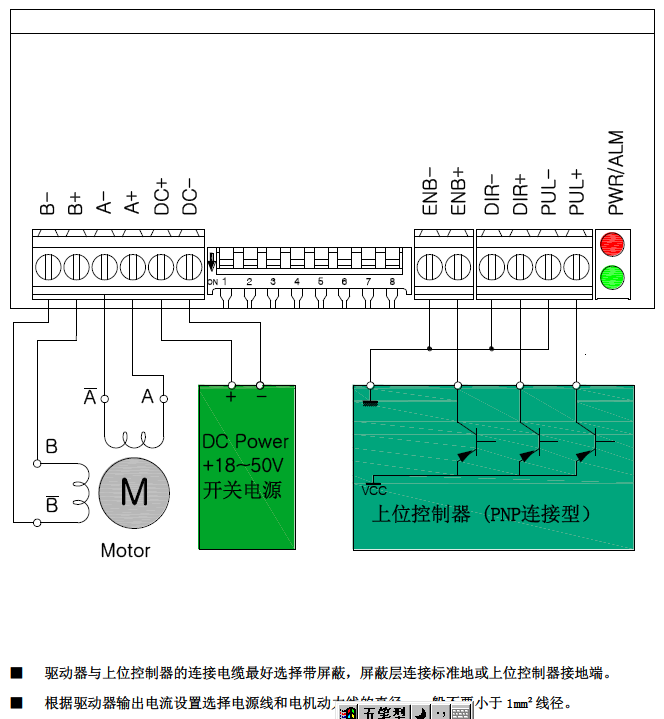 B-
B+
A-
A+
DC+
DC-
ENB-
ENB+
DIR-
DIR+
PUL-
PUL+
PWR/ALM
ON 1 2 3 4 5 6 7 8
A̅ A
B
B̅
M
Motor
+ −
DC Power
+18~50V
开关电源
VCC
上位控制器（PNP连接型）
■ 驱动器与上位控制器的连接电缆最好选择带屏蔽，屏蔽层连接标准地或上位控制器接地端。
■ 根据驱动器输出电流设置选择电源线和电机动力线的直径，一般不要小于1mm²线径。
五笔型